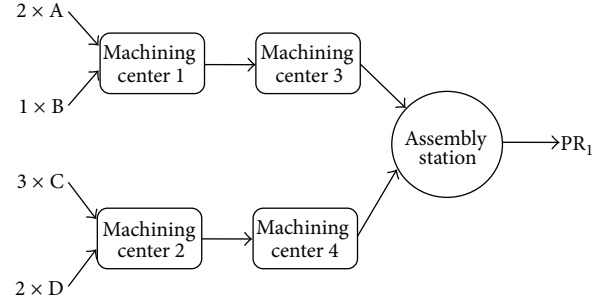 2 × A
Machining
center 1
1 × B
Machining
center 3
Assembly
station
PR₁
3 × C
Machining
center 2
2 × D
Machining
center 4